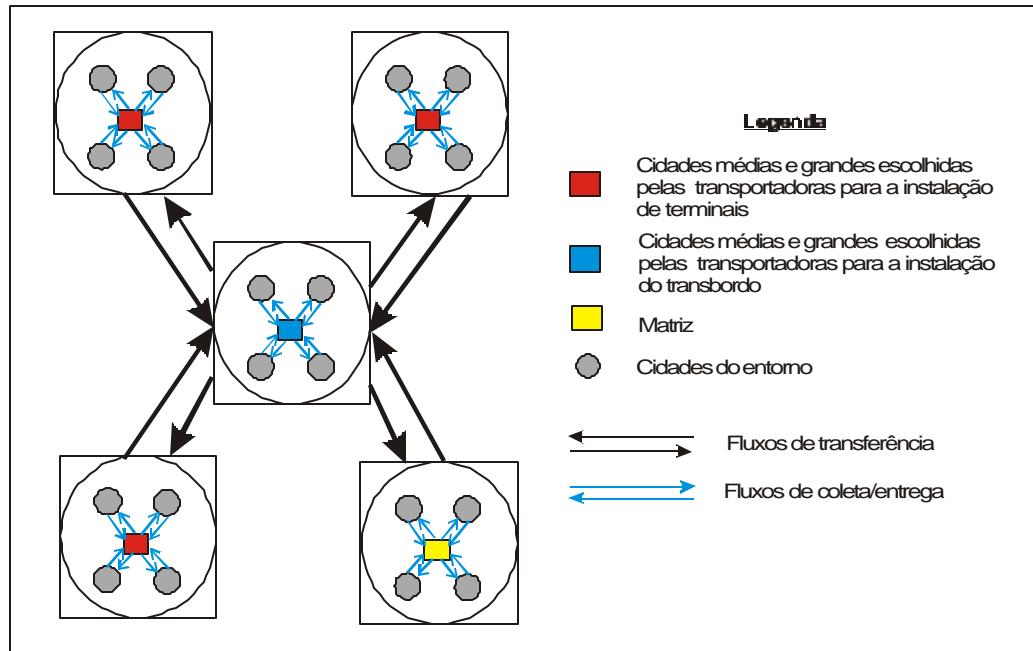 Legenda
Cidades médias e grandes escolhidas
pelas transportadoras para a instalação
de terminais
Cidades médias e grandes escolhidas
pelas transportadoras para a instalação
do transbordo
Matriz
Cidades do entorno
Fluxos de transferência
Fluxos de coleta/entrega